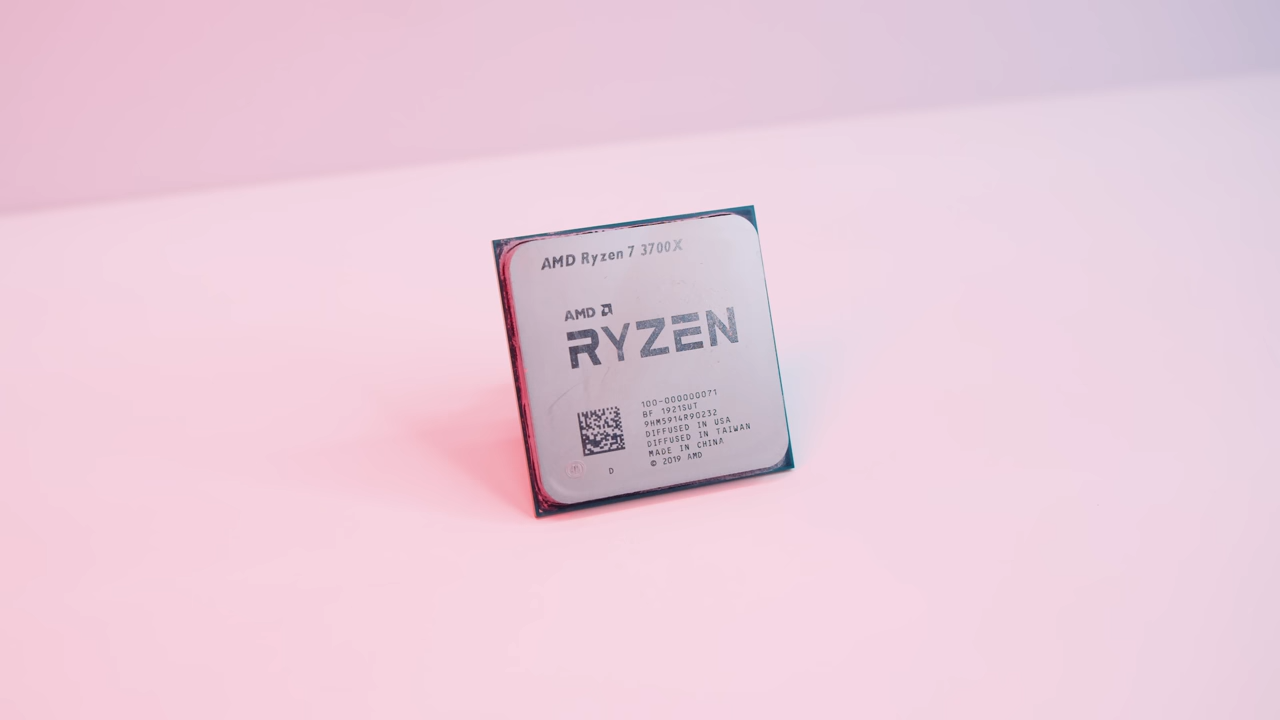 AMD Ryzen 7 3700X
AMD
RYZEN
100-000000071
BF 1921SUT
9HM5914R90232
DIFFUSED IN USA
DIFFUSED IN TAIWAN
MADE IN CHINA
D
© 2019 AMD